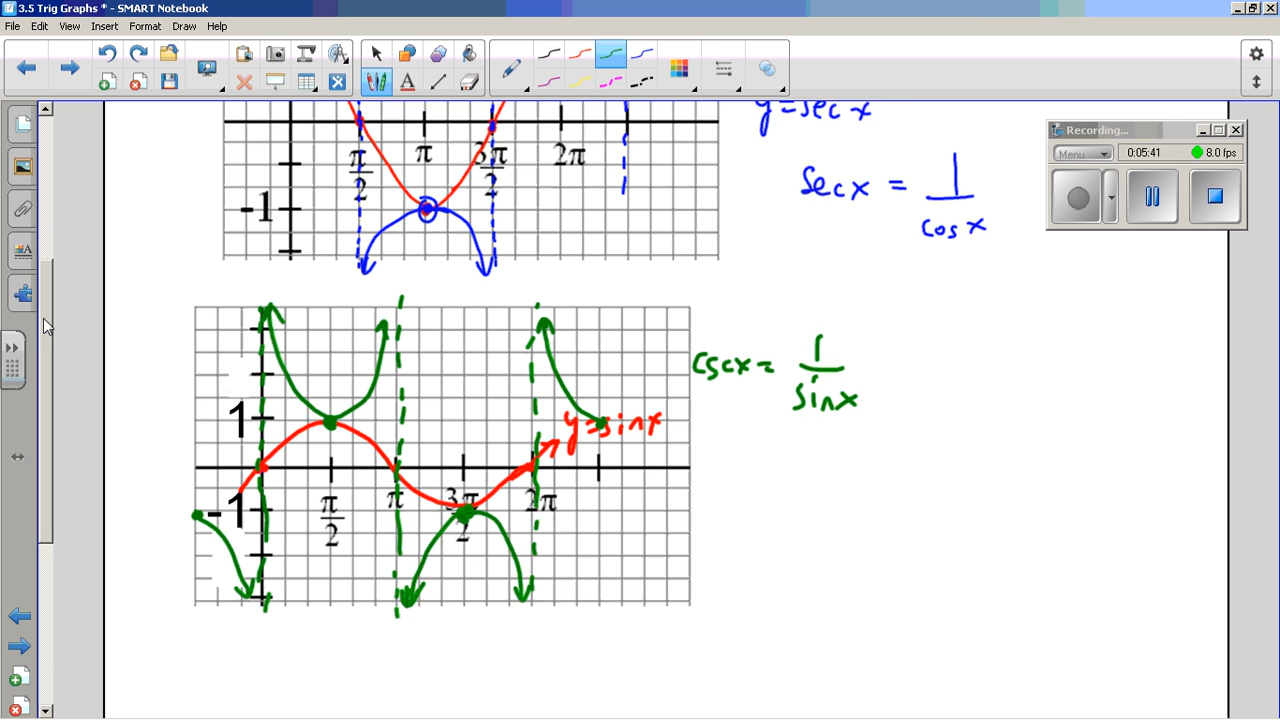 3.5 Trig Graphs * - SMART Notebook
File Edit View Insert Format Draw Help
y=sec x
Recording...
Menu 0:05:41 8.0 fps
π/2 π 3π/2 2π
-1
sec x = 1/cos x
csc x = 1/sin x
1
y=sin x
-1 π/2 π 3π/2 2π